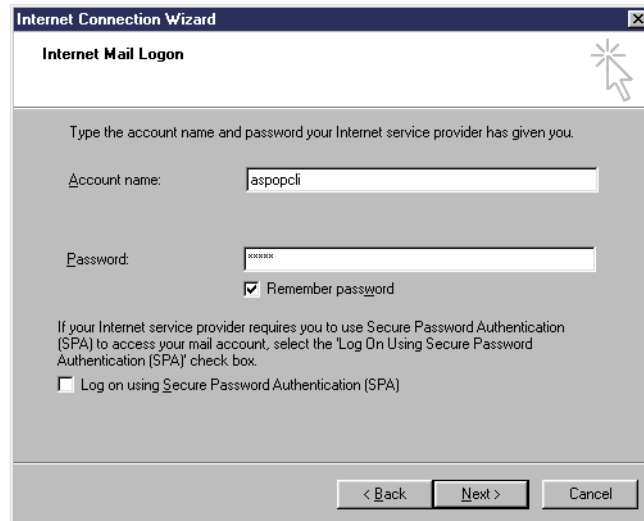 Internet Connection Wizard
Internet Mail Logon
Type the account name and password your Internet service provider has given you.
Account name:
aspopcli
Password:
xxxxx
Remember password
If your Internet service provider requires you to use Secure Password Authentication
(SPA) to access your mail account, select the 'Log On Using Secure Password
Authentication (SPA)' check box.
Log on using Secure Password Authentication (SPA)
< Back
Next >
Cancel